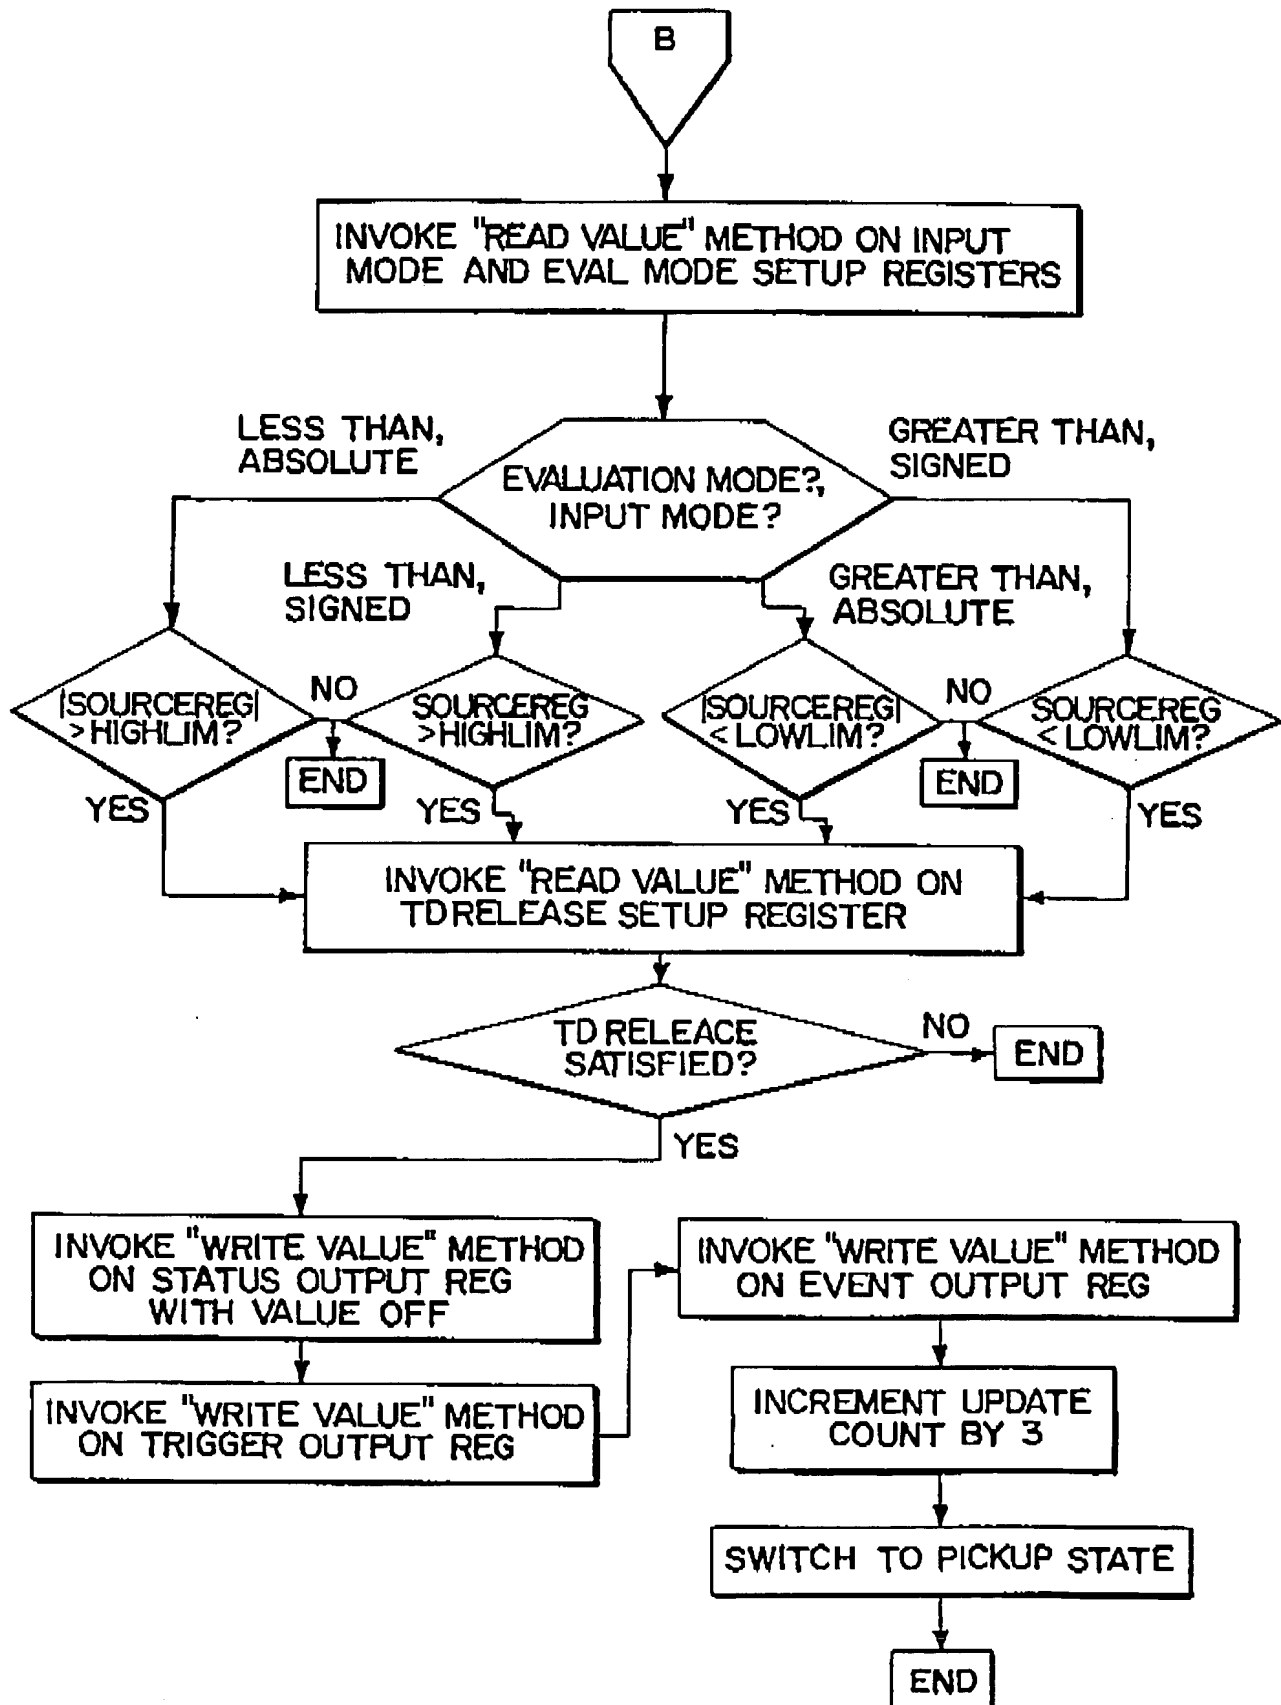 B
INVOKE "READ VALUE" METHOD ON INPUT
MODE AND EVAL MODE SETUP REGISTERS
LESS THAN,
ABSOLUTE
GREATER THAN,
SIGNED
EVALUATION MODE?,
INPUT MODE?
LESS THAN,
SIGNED
GREATER THAN,
ABSOLUTE
|SOURCEREG|
>HIGHLIM?
NO
SOURCEREG
>HIGHLIM?
|SOURCEREG|
<LOWLIM?
NO
SOURCEREG
<LOWLIM?
END
END
YES
YES
YES
YES
INVOKE "READ VALUE" METHOD ON
TDRELEASE SETUP REGISTER
TD RELEACE
SATISFIED?
NO
END
YES
INVOKE "WRITE VALUE" METHOD
ON STATUS OUTPUT REG
WITH VALUE OFF
INVOKE "WRITE VALUE" METHOD
ON TRIGGER OUTPUT REG
INVOKE "WRITE VALUE" METHOD
ON EVENT OUTPUT REG
INCREMENT UPDATE
COUNT BY 3
SWITCH TO PICKUP STATE
END